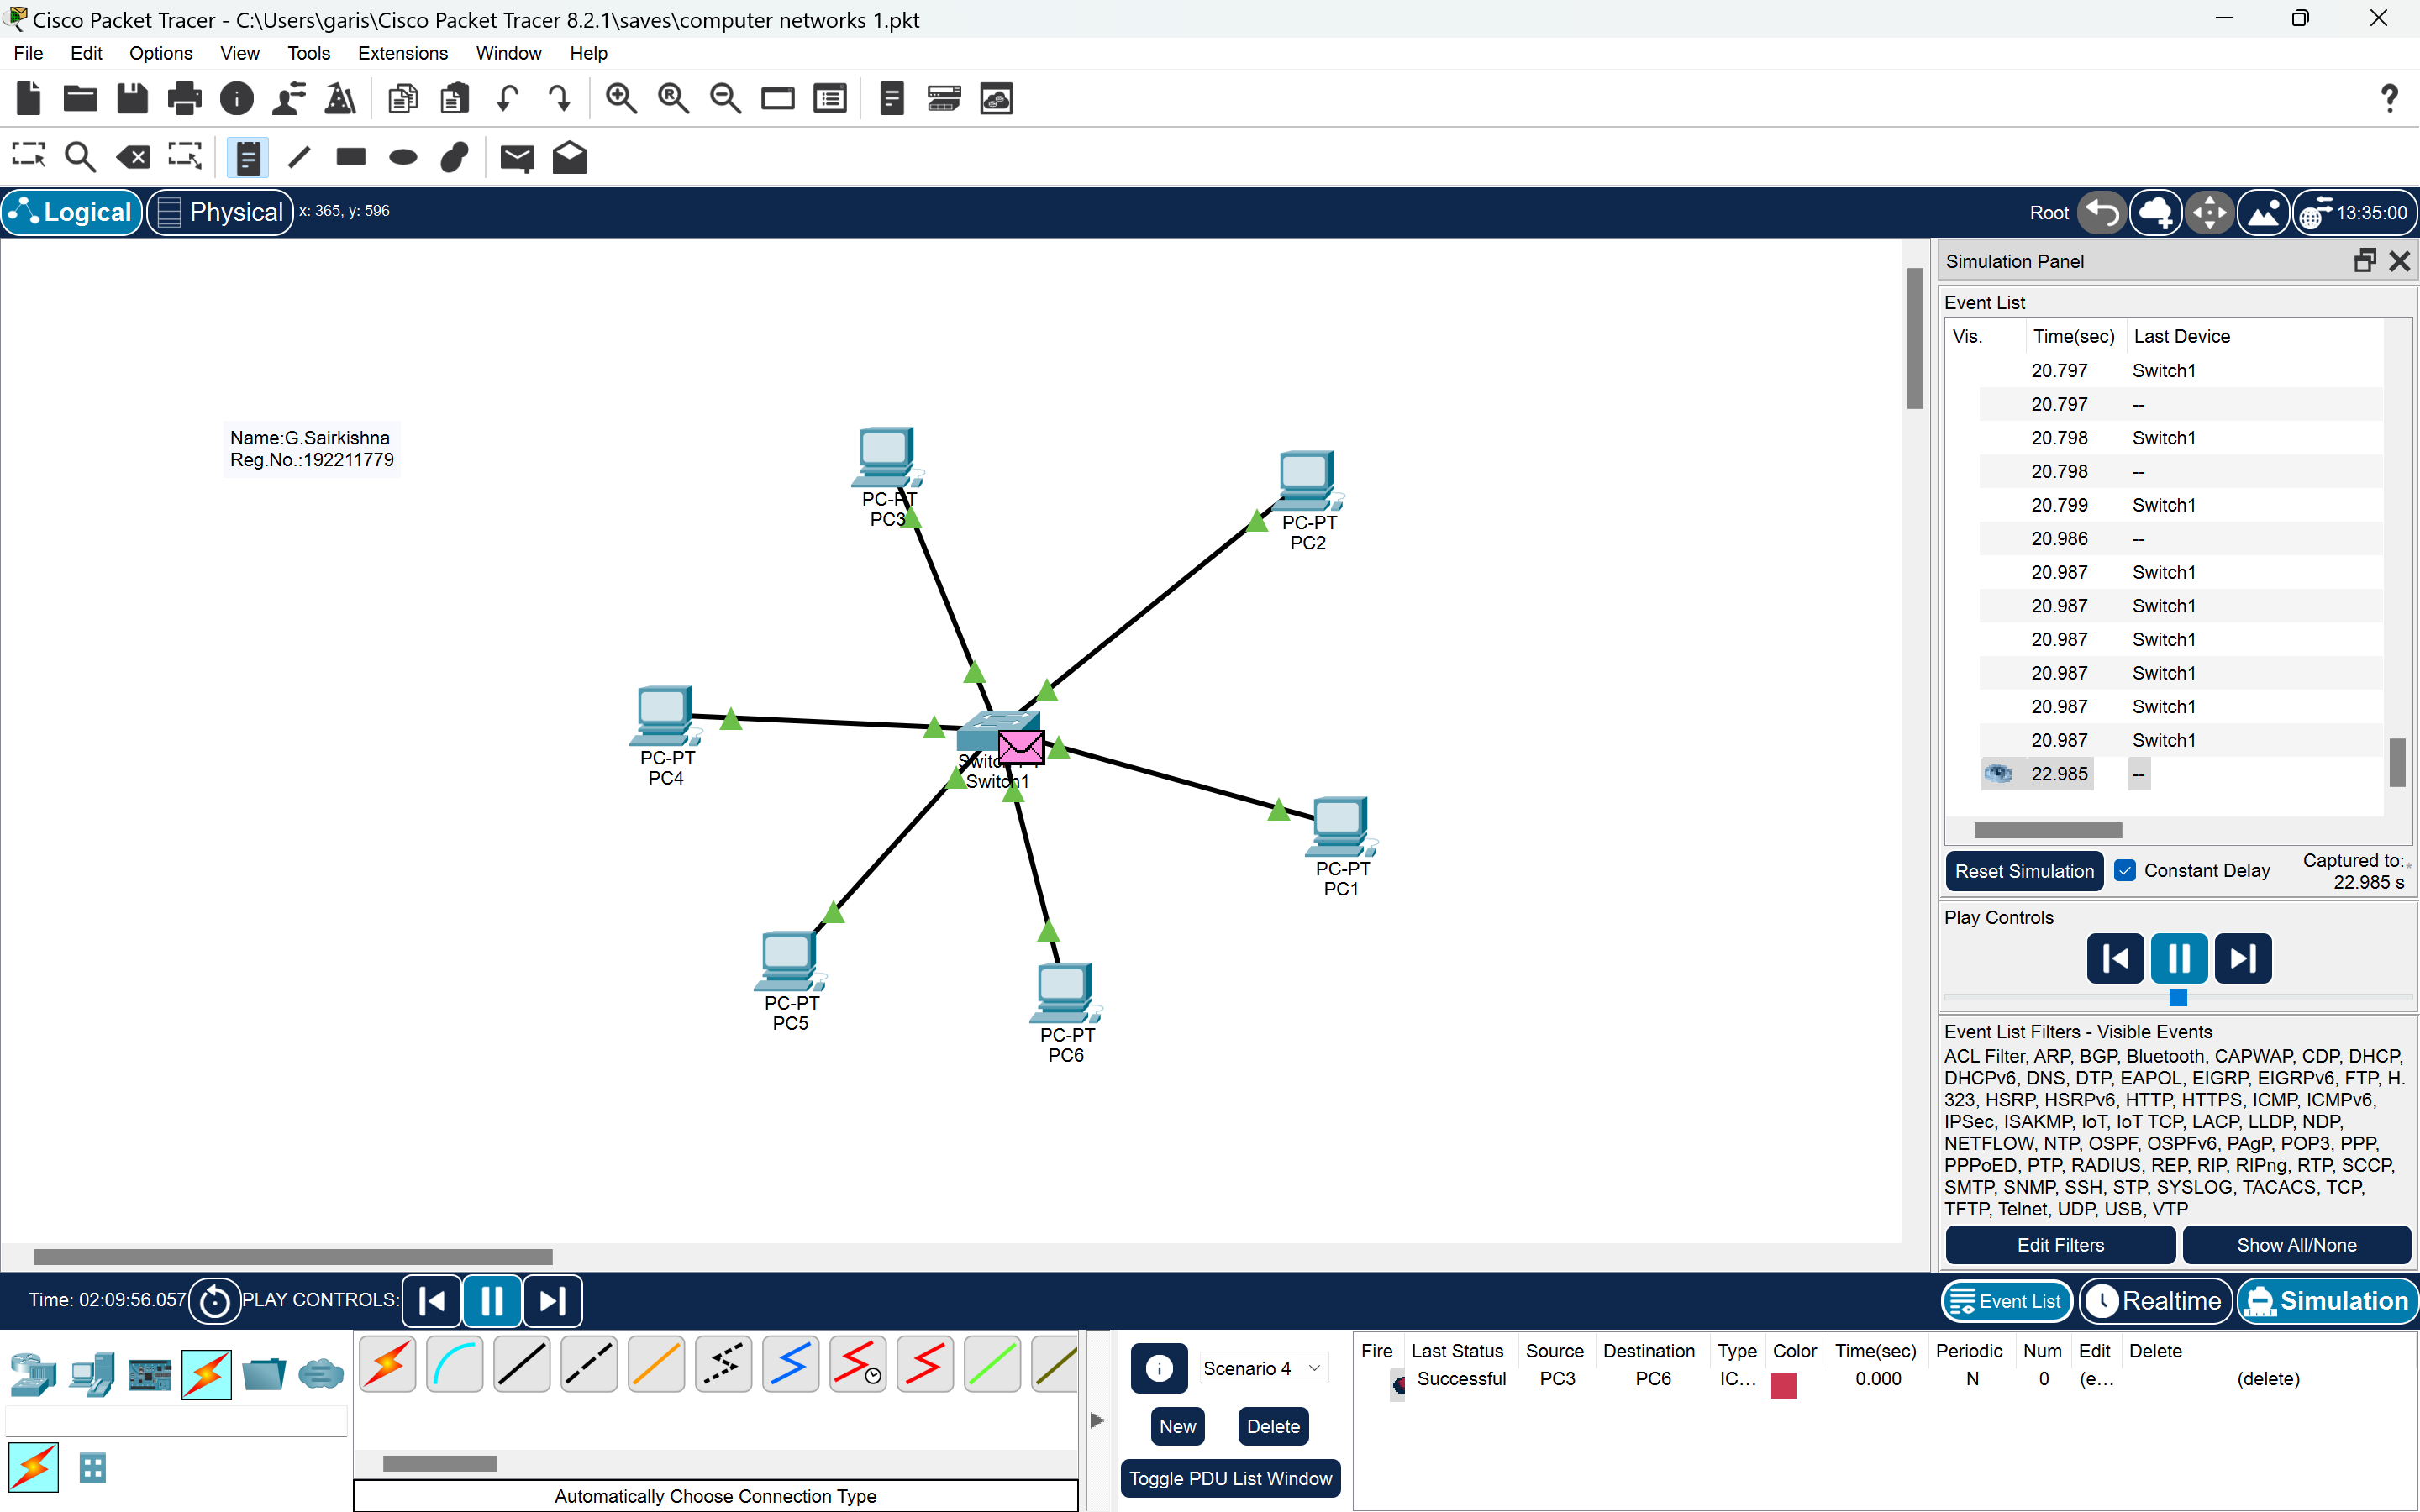 Cisco Packet Tracer - C:\Users\garis\Cisco Packet Tracer 8.2.1\saves\computer networks 1.pkt
File Edit Options View Tools Extensions Window Help
Logical Physical x: 365, y: 596 Root 13:35:00
Simulation Panel
Event List
Vis. Time(sec) Last Device
20.797 Switch1
20.797 --
20.798 Switch1
20.798 --
20.799 Switch1
20.986 --
20.987 Switch1
20.987 Switch1
20.987 Switch1
20.987 Switch1
20.987 Switch1
20.987 Switch1
22.985 --
Reset Simulation Constant Delay Captured to:
22.985 s
Play Controls
Event List Filters - Visible Events
ACL Filter, ARP, BGP, Bluetooth, CAPWAP, CDP, DHCP,
DHCPv6, DNS, DTP, EAPOL, EIGRP, EIGRPv6, FTP, H.
323, HSRP, HSRPv6, HTTP, HTTPS, ICMP, ICMPv6,
IPSec, ISAKMP, IoT, IoT TCP, LACP, LLDP, NDP,
NETFLOW, NTP, OSPF, OSPFv6, PAgP, POP3, PPP,
PPPoED, PTP, RADIUS, REP, RIP, RIPng, RTP, SCCP,
SMTP, SNMP, SSH, STP, SYSLOG, TACACS, TCP,
TFTP, Telnet, UDP, USB, VTP
Edit Filters Show All/None
Name:G.Sairkishna
Reg.No.:192211779
PC-PT
PC3
PC-PT
PC2
PC-PT
PC4
Switch1
PC-PT
PC1
PC-PT
PC5
PC-PT
PC6
Time: 02:09:56.057 PLAY CONTROLS:
Event List Realtime Simulation
Automatically Choose Connection Type
Scenario 4
New Delete
Toggle PDU List Window
Fire Last Status Source Destination Type Color Time(sec) Periodic Num Edit Delete
Successful PC3 PC6 IC... 0.000 N 0 (e... (delete)